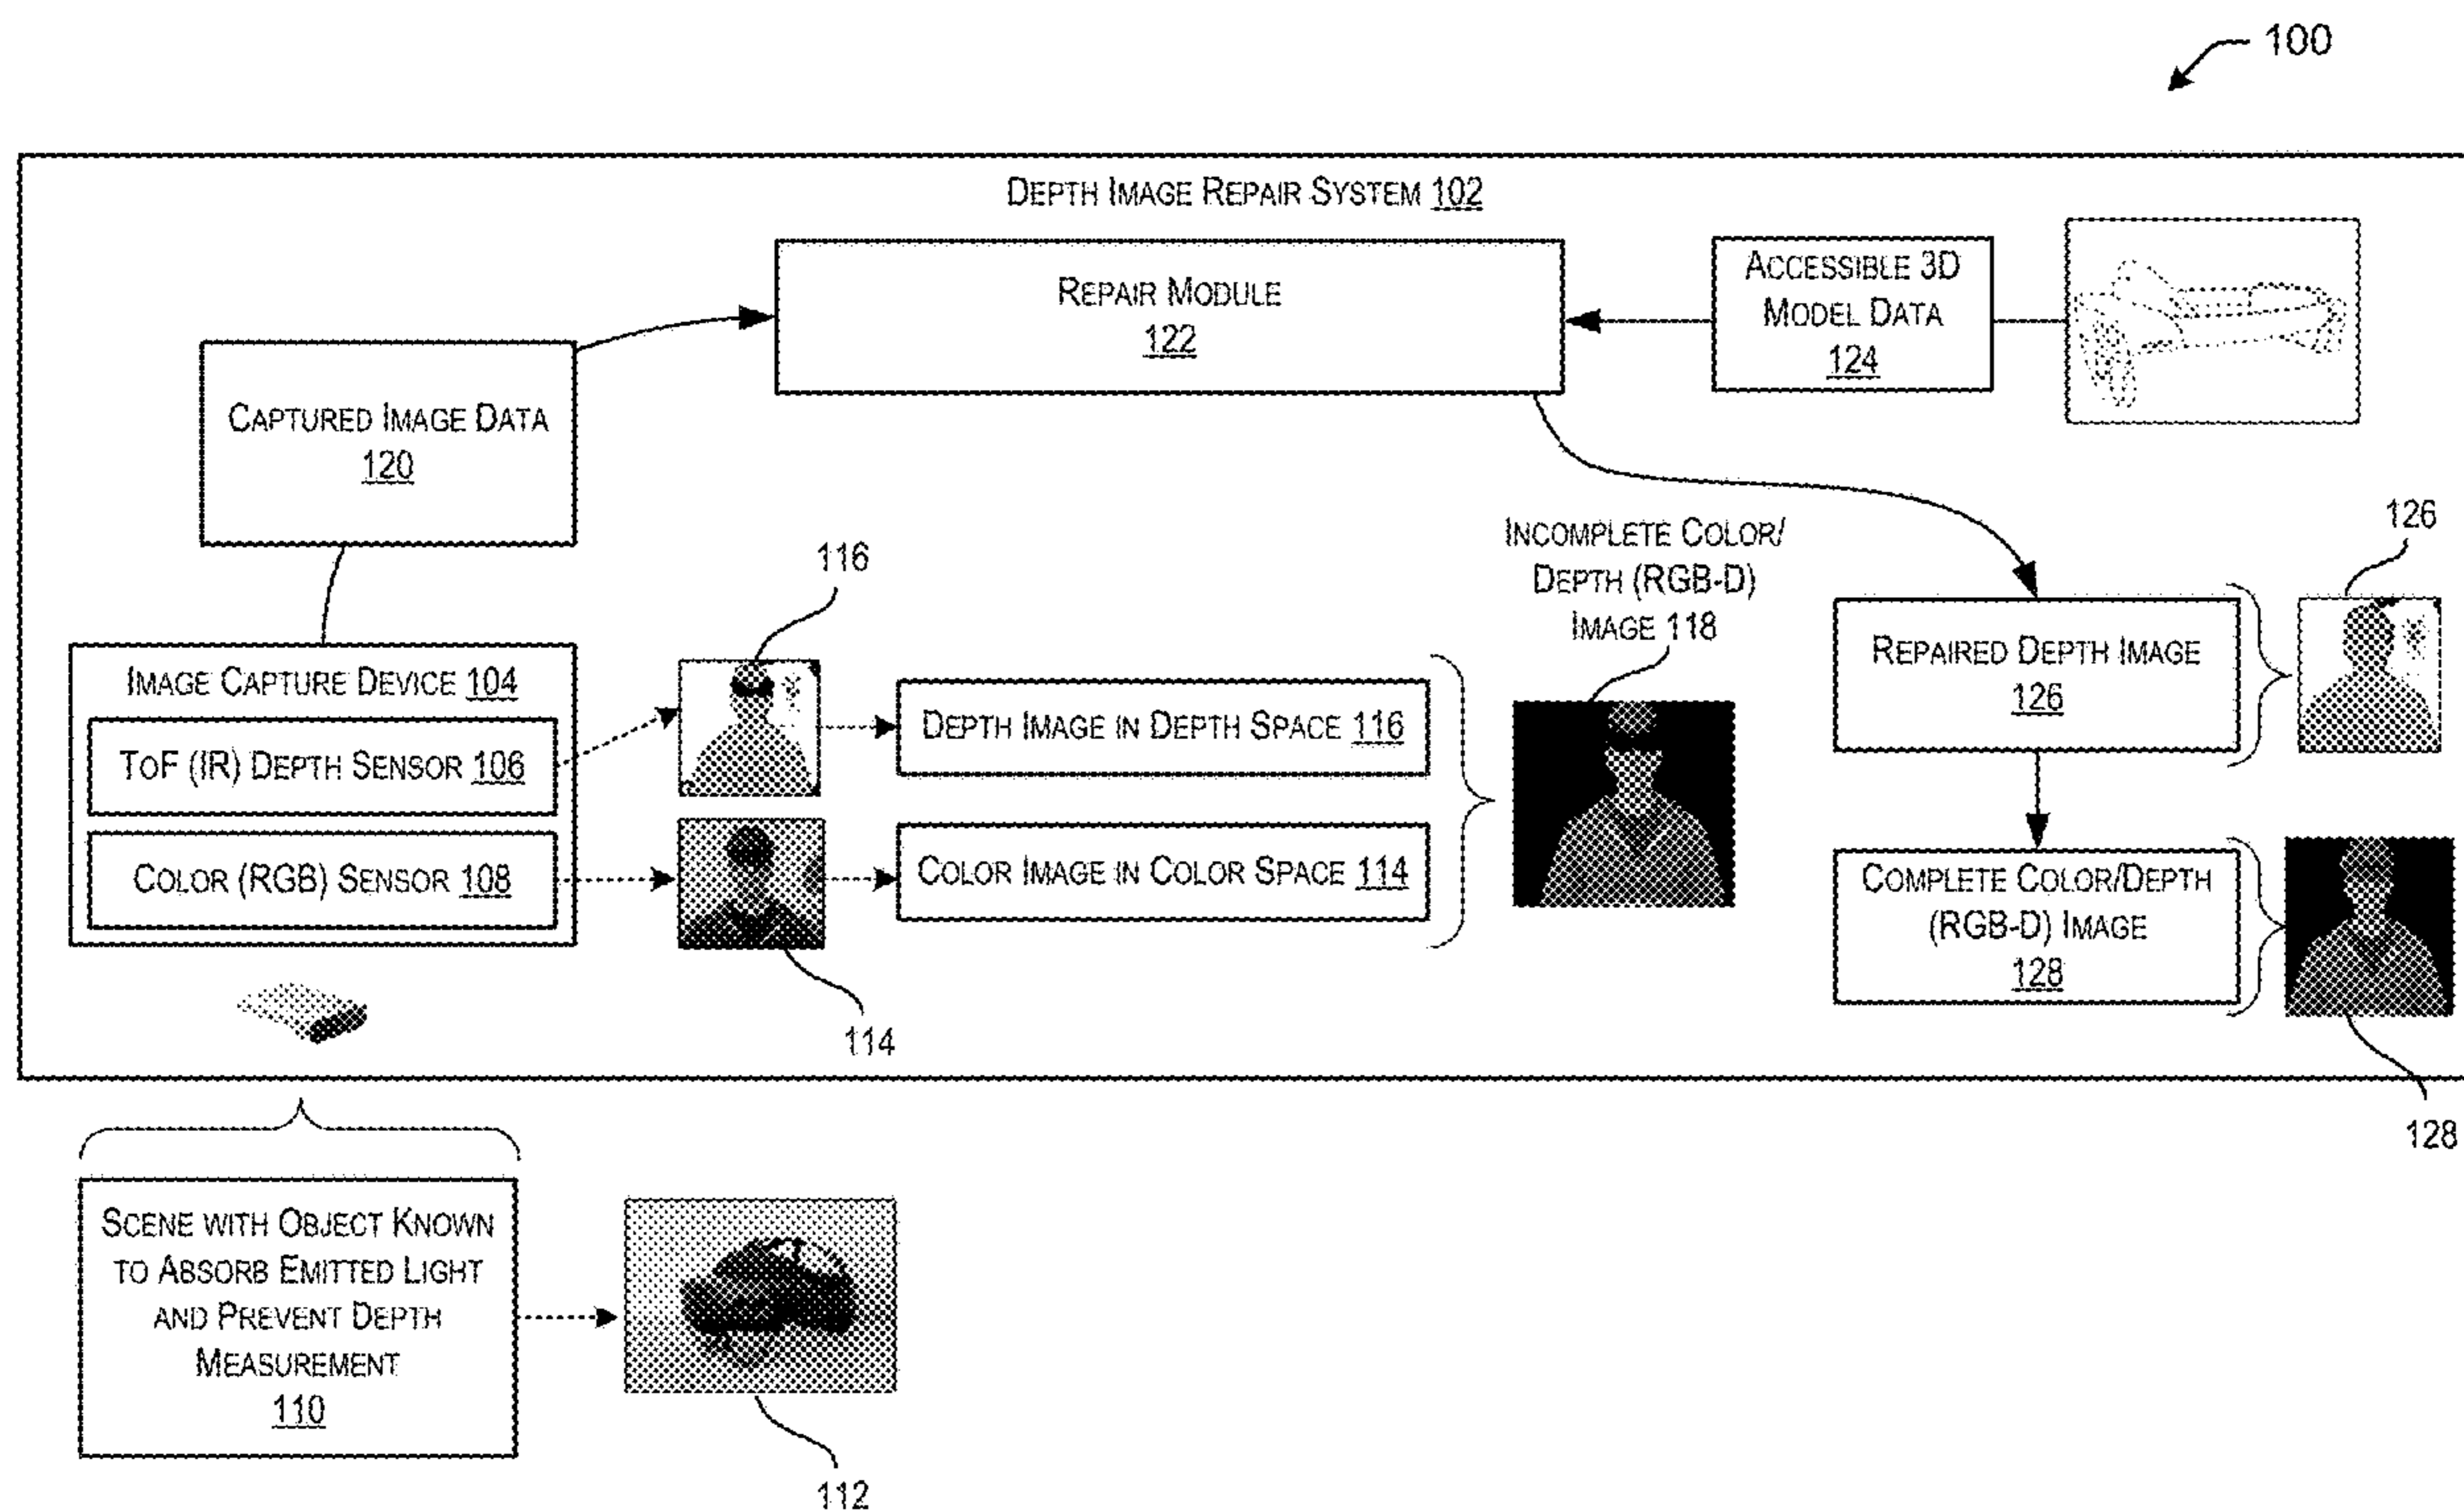 100
DEPTH IMAGE REPAIR SYSTEM 102
REPAIR MODULE
122
ACCESSIBLE 3D
MODEL DATA
124
CAPTURED IMAGE DATA
120
INCOMPLETE COLOR/
DEPTH (RGB-D)
IMAGE 118
116
126
IMAGE CAPTURE DEVICE 104
TOF (IR) DEPTH SENSOR 106
COLOR (RGB) SENSOR 108
DEPTH IMAGE IN DEPTH SPACE 116
COLOR IMAGE IN COLOR SPACE 114
REPAIRED DEPTH IMAGE
126
COMPLETE COLOR/DEPTH
(RGB-D) IMAGE
128
114
128
SCENE WITH OBJECT KNOWN
TO ABSORB EMITTED LIGHT
AND PREVENT DEPTH
MEASUREMENT
110
112